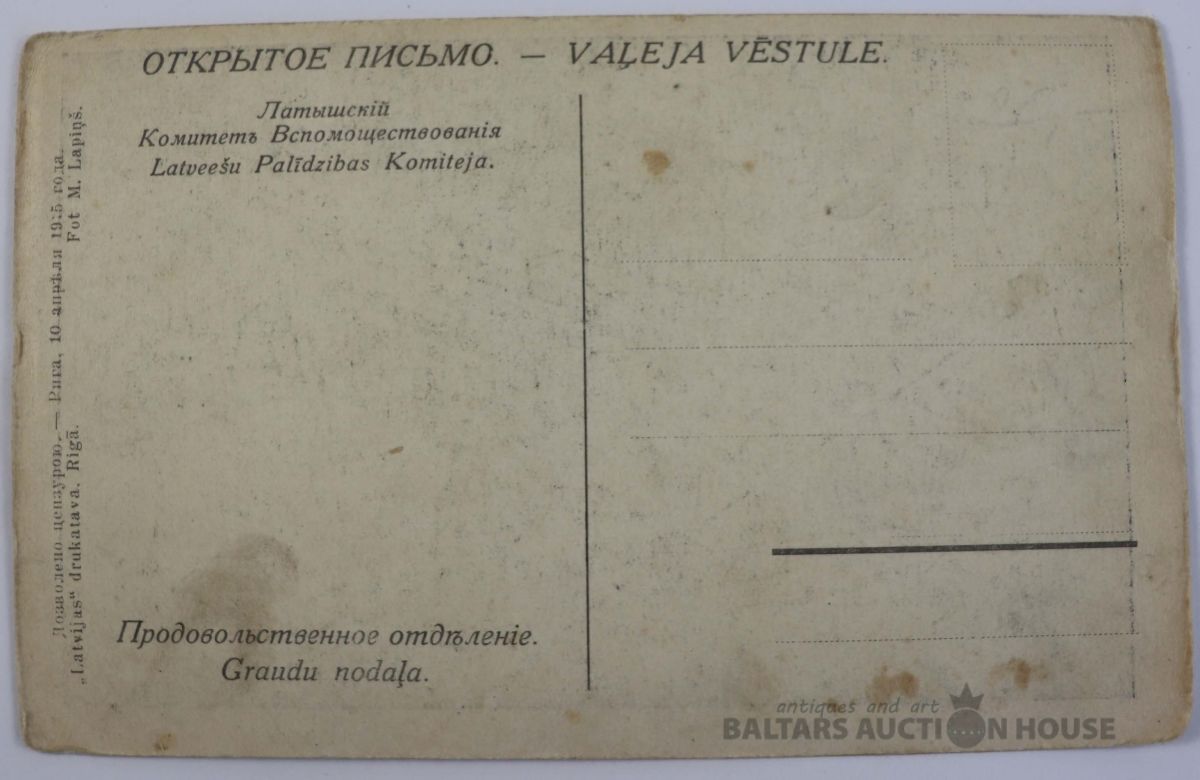 ОТКРЫТОЕ ПИСЬМО. — VAĻEJA VĒSTULE.
Латышскій
Комитетъ Вспомоществованія
Latveešu Palīdzibas Komiteja.
Дозволено цензурою. — Рига, 10 апрѣля 1915 года.
„Latvijas“ drukatava, Rigā. Fot M. Lapiņš.
Продовольственное отдѣленіе.
Graudu nodaļa.
antiques and art
BALTARS AUCTION HOUSE